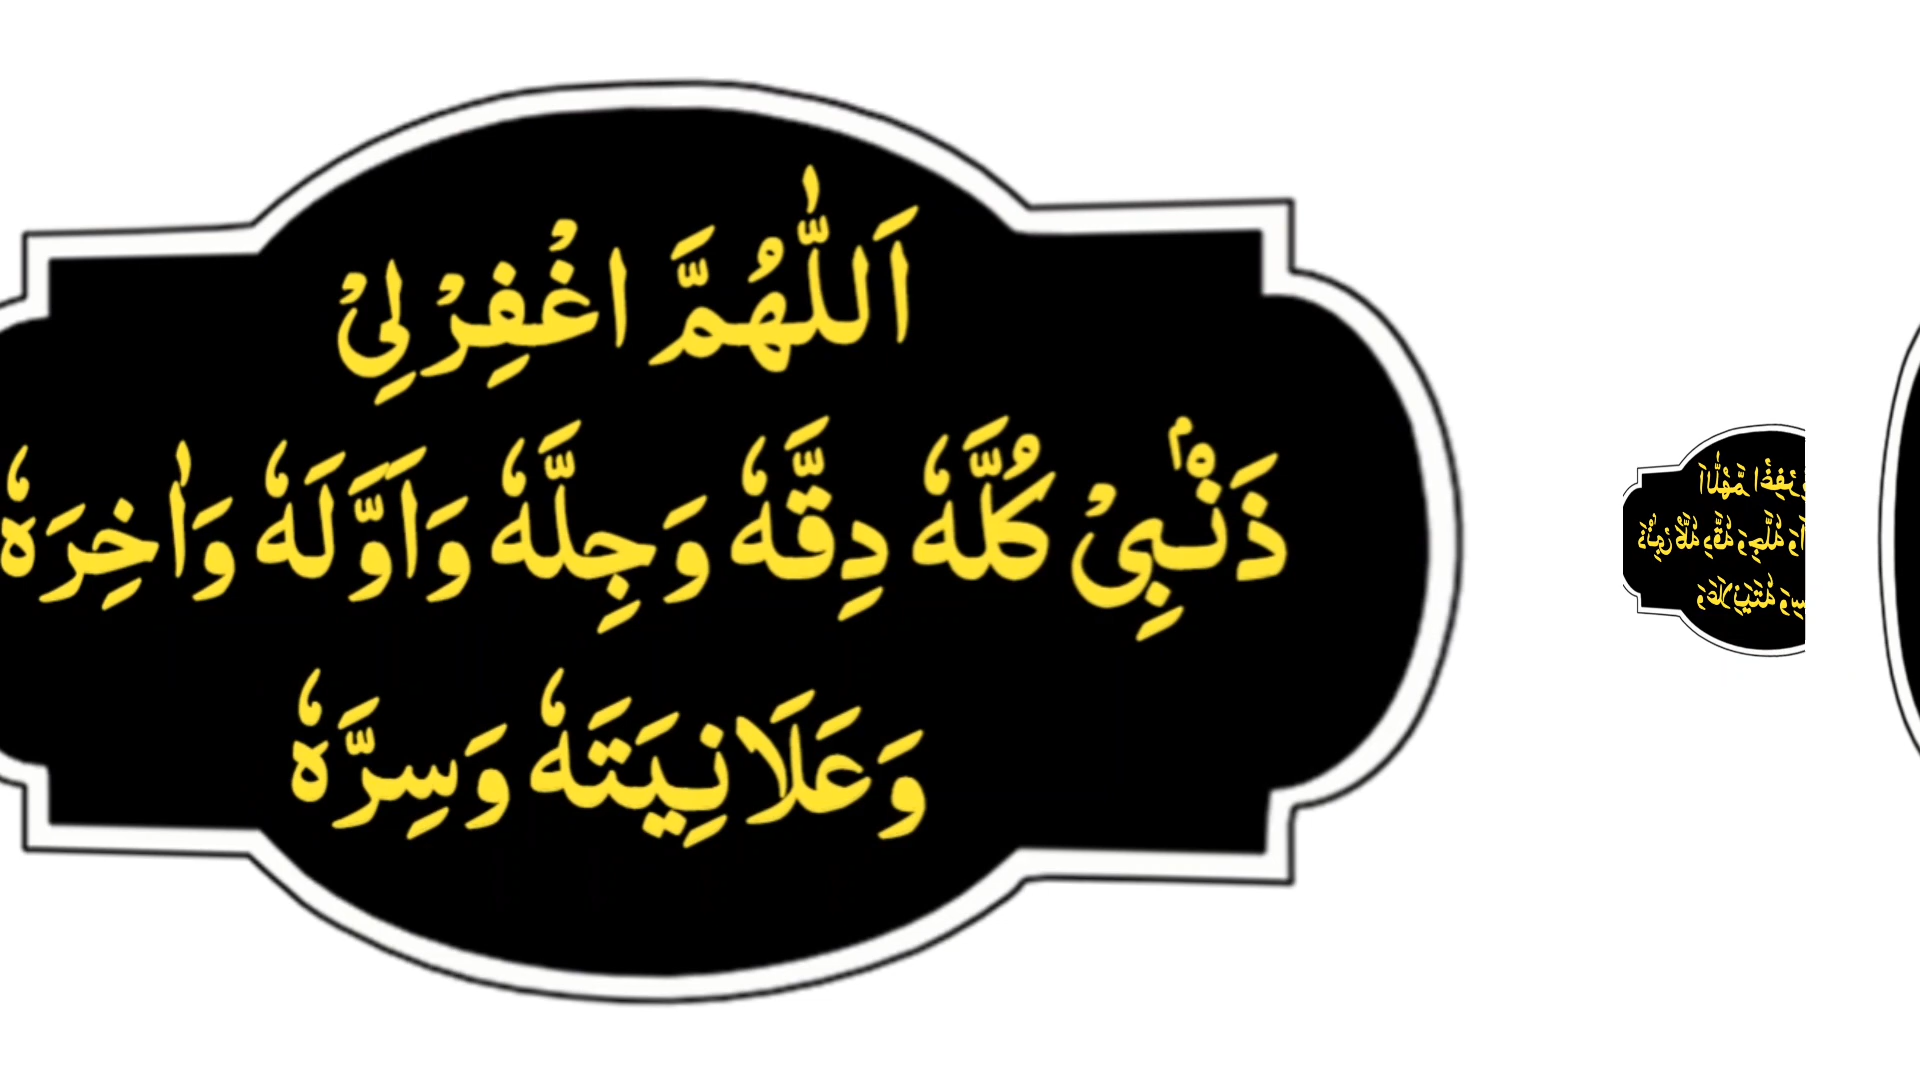 اَللّٰهُمَّ اغْفِرْ لِيْ
ذَنْۢبِيْ كُلَّهٗ دِقَّهٗ وَجِلَّهٗ وَاَوَّلَهٗ وَاٰخِرَهٗ
وَعَلَانِيَتَهٗ وَسِرَّهٗ